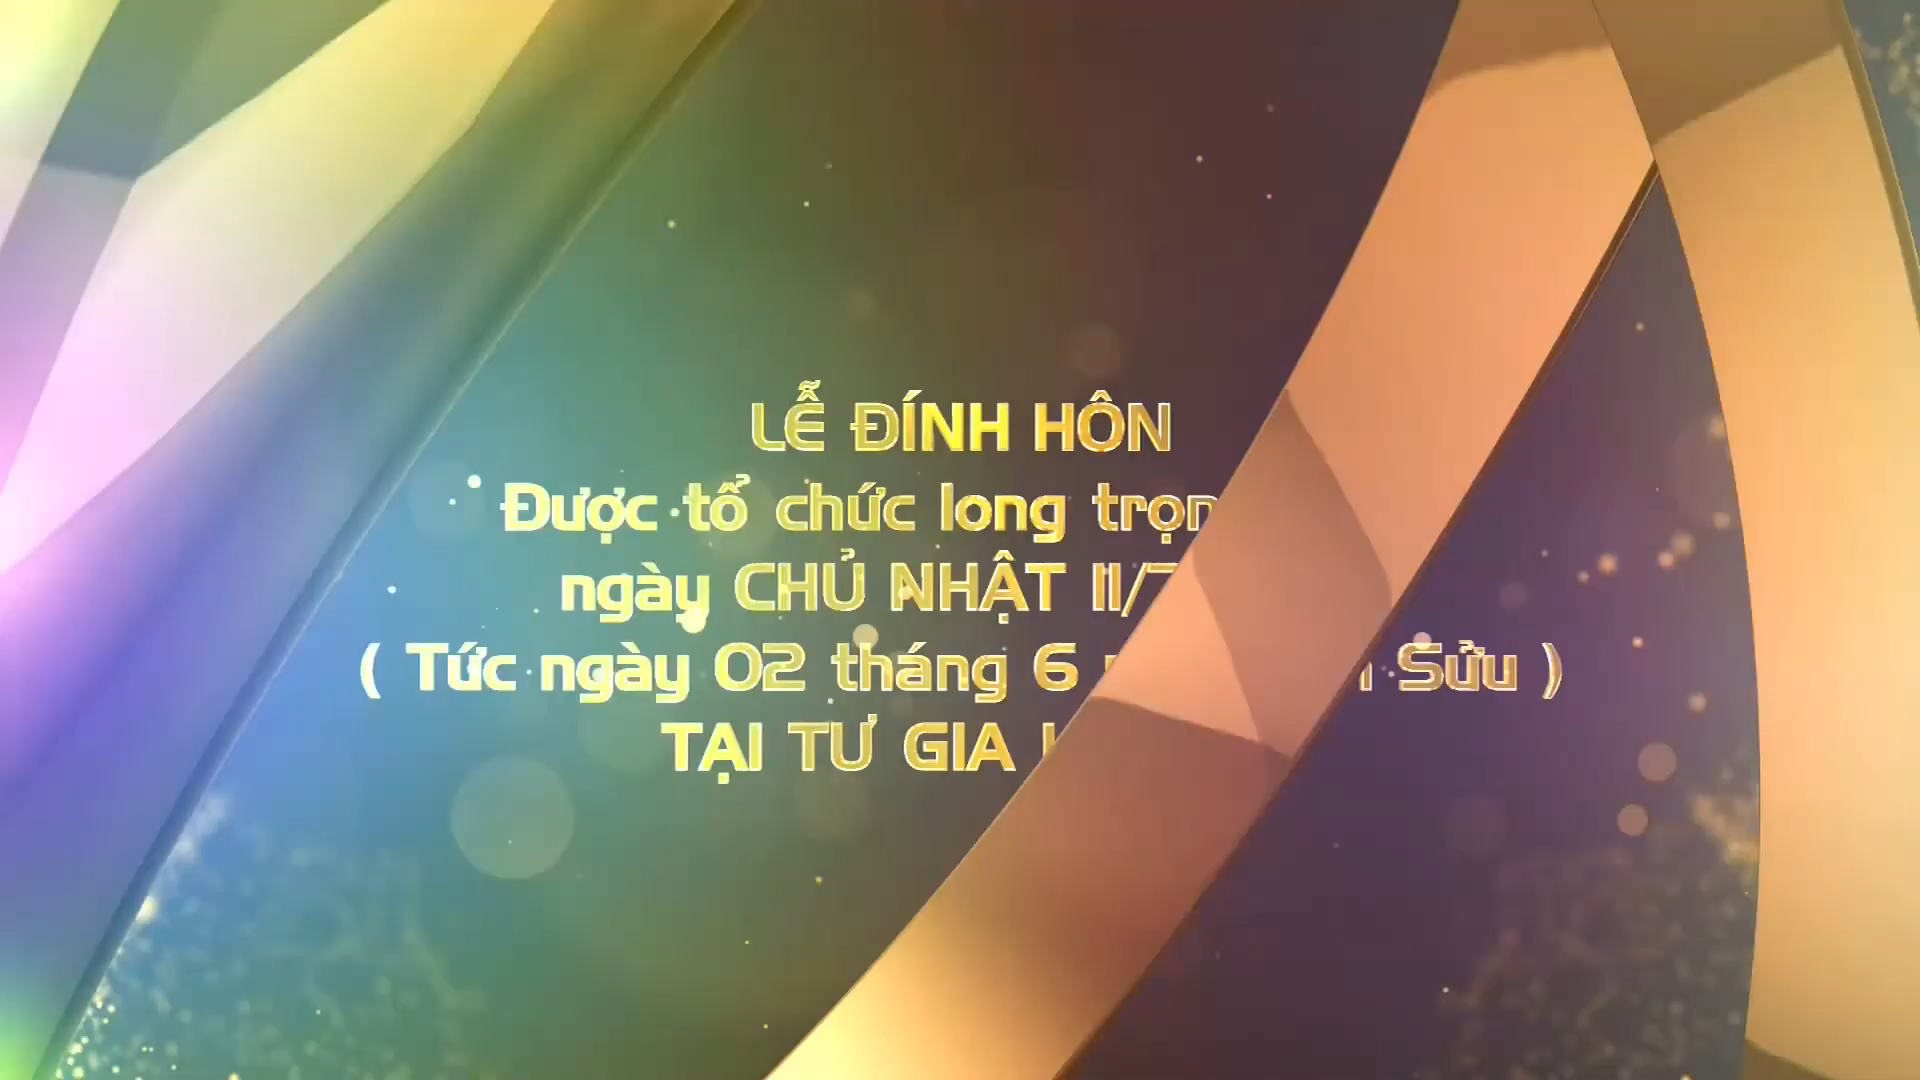 LỄ ĐÍNH HÔN
Được tổ chức long trọn
ngày CHỦ NHẬT 11/7
( Tức ngày 02 tháng 6 Sửu )
TẠI TƯ GIA